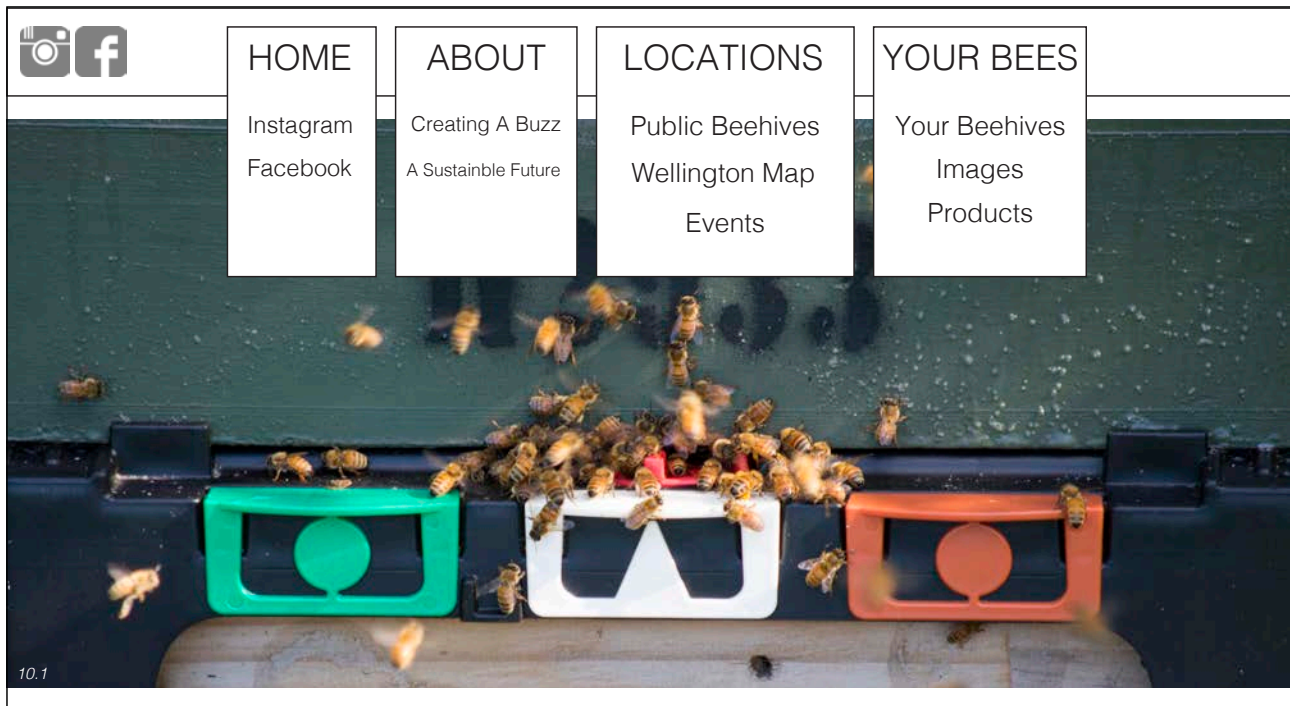 HOME
Instagram
Facebook
ABOUT
Creating A Buzz
A Sustainble Future
LOCATIONS
Public Beehives
Wellington Map
Events
YOUR BEES
Your Beehives
Images
Products
10.1